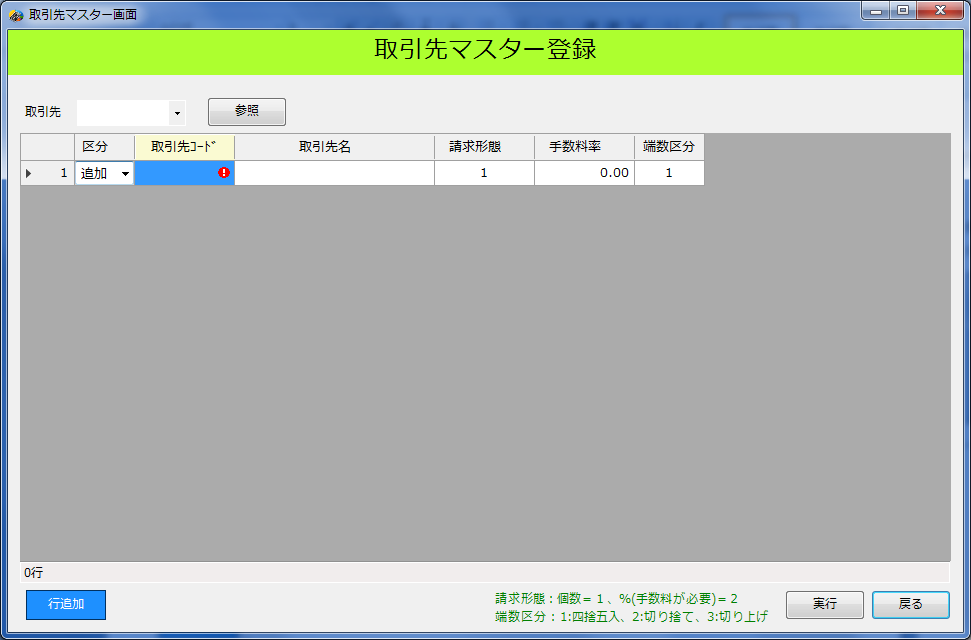 取引先マスター画面
取引先マスター登録
取引先
参照
区分 取引先ｺｰﾄﾞ 取引先名 請求形態 手数料率 端数区分
1 追加 1 0.00 1
0行
行追加
請求形態：個数= 1 、%(手数料が必要)= 2
端数区分：1:四捨五入、2:切り捨て、3:切り上げ
実行
戻る